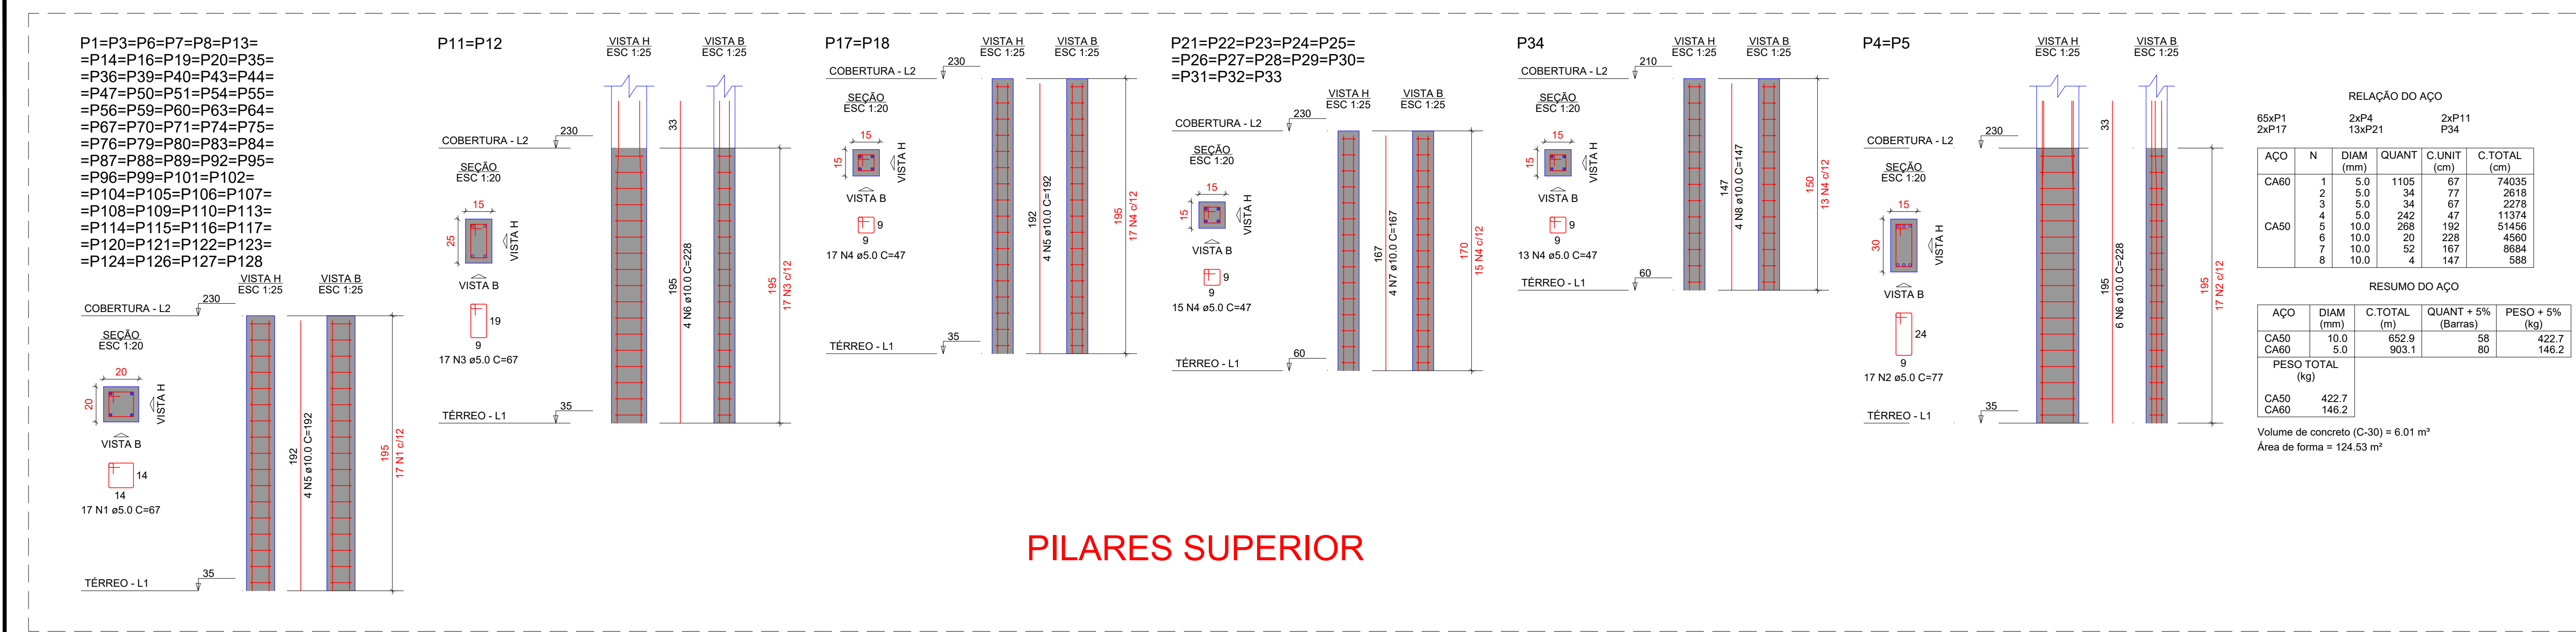 P1=P3=P6=P7=P8=P13=
=P14=P16=P19=P20=P35=
=P36=P39=P40=P43=P44=
=P47=P50=P51=P54=P55=
=P56=P59=P60=P63=P64=
=P67=P70=P71=P74=P75=
=P76=P79=P80=P83=P84=
=P87=P88=P89=P92=P95=
=P96=P99=P101=P102=
=P104=P105=P106=P107=
=P108=P109=P110=P113=
=P114=P115=P116=P117=
=P120=P121=P122=P123=
=P124=P126=P127=P128
VISTA H
ESC 1:25
VISTA B
ESC 1:25
COBERTURA - L2
230
SEÇÃO
ESC 1:20
20
20
VISTA H
VISTA B
14
14
17 N1 ø5.0 C=67
192
4 N5 ø10.0 C=192
195
17 N1 c/12
TÉRREO - L1
35
P11=P12
VISTA H
ESC 1:25
VISTA B
ESC 1:25
COBERTURA - L2
230
SEÇÃO
ESC 1:20
15
25
VISTA H
VISTA B
19
9
17 N3 ø5.0 C=67
33
195
4 N6 ø10.0 C=228
195
17 N3 c/12
TÉRREO - L1
35
P17=P18
VISTA H
ESC 1:25
VISTA B
ESC 1:25
COBERTURA - L2
230
SEÇÃO
ESC 1:20
15
15
VISTA H
VISTA B
9
9
17 N4 ø5.0 C=47
192
4 N5 ø10.0 C=192
195
17 N4 c/12
TÉRREO - L1
35
P21=P22=P23=P24=P25=
=P26=P27=P28=P29=P30=
=P31=P32=P33
VISTA H
ESC 1:25
VISTA B
ESC 1:25
COBERTURA - L2
230
SEÇÃO
ESC 1:20
15
15
VISTA H
VISTA B
9
9
15 N4 ø5.0 C=47
167
4 N7 ø10.0 C=167
170
15 N4 c/12
TÉRREO - L1
60
P34
VISTA H
ESC 1:25
VISTA B
ESC 1:25
COBERTURA - L2
210
SEÇÃO
ESC 1:20
15
15
VISTA H
VISTA B
9
9
13 N4 ø5.0 C=47
147
4 N8 ø10.0 C=147
150
13 N4 c/12
TÉRREO - L1
60
P4=P5
VISTA H
ESC 1:25
VISTA B
ESC 1:25
COBERTURA - L2
230
SEÇÃO
ESC 1:20
15
30
VISTA H
VISTA B
24
9
17 N2 ø5.0 C=77
33
195
6 N6 ø10.0 C=228
195
17 N2 c/12
TÉRREO - L1
35
RELAÇÃO DO AÇO
65xP1 2xP4 2xP11
2xP17 13xP21 P34
AÇO N DIAM QUANT C.UNIT C.TOTAL
(mm) (cm) (cm)
CA60 1 5.0 1105 67 74035
2 5.0 34 77 2618
3 5.0 34 67 2278
4 5.0 242 47 11374
CA50 5 10.0 268 192 51456
6 10.0 20 228 4560
7 10.0 52 167 8684
8 10.0 4 147 588
RESUMO DO AÇO
AÇO DIAM C.TOTAL QUANT + 5% PESO + 5%
(mm) (m) (Barras) (kg)
CA50 10.0 652.9 58 422.7
CA60 5.0 903.1 80 146.2
PESO TOTAL
(kg)
CA50 422.7
CA60 146.2
Volume de concreto (C-30) = 6.01 m³
Área de forma = 124.53 m²
PILARES SUPERIOR